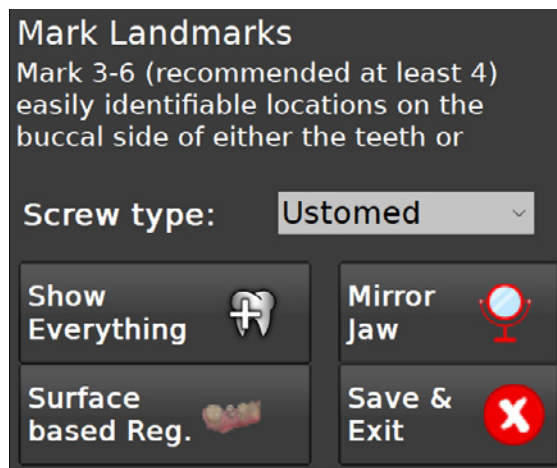 Mark Landmarks
Mark 3-6 (recommended at least 4)
easily identifiable locations on the
buccal side of either the teeth or
Screw type: Ustomed
Show Everything
Mirror Jaw
Surface based Reg.
Save & Exit